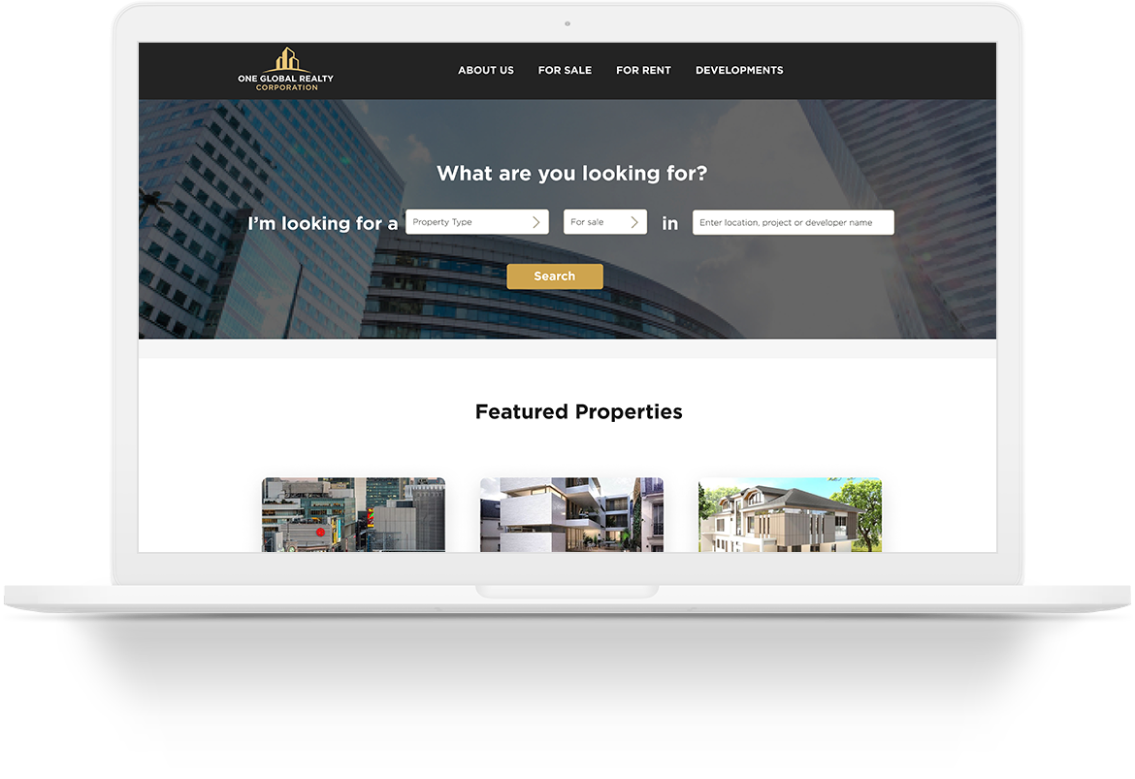 ONE GLOBAL REALTY
CORPORATION
ABOUT US FOR SALE FOR RENT DEVELOPMENTS
What are you looking for?
I'm looking for a Property Type For sale in Enter location, project or developer name
Search
Featured Properties